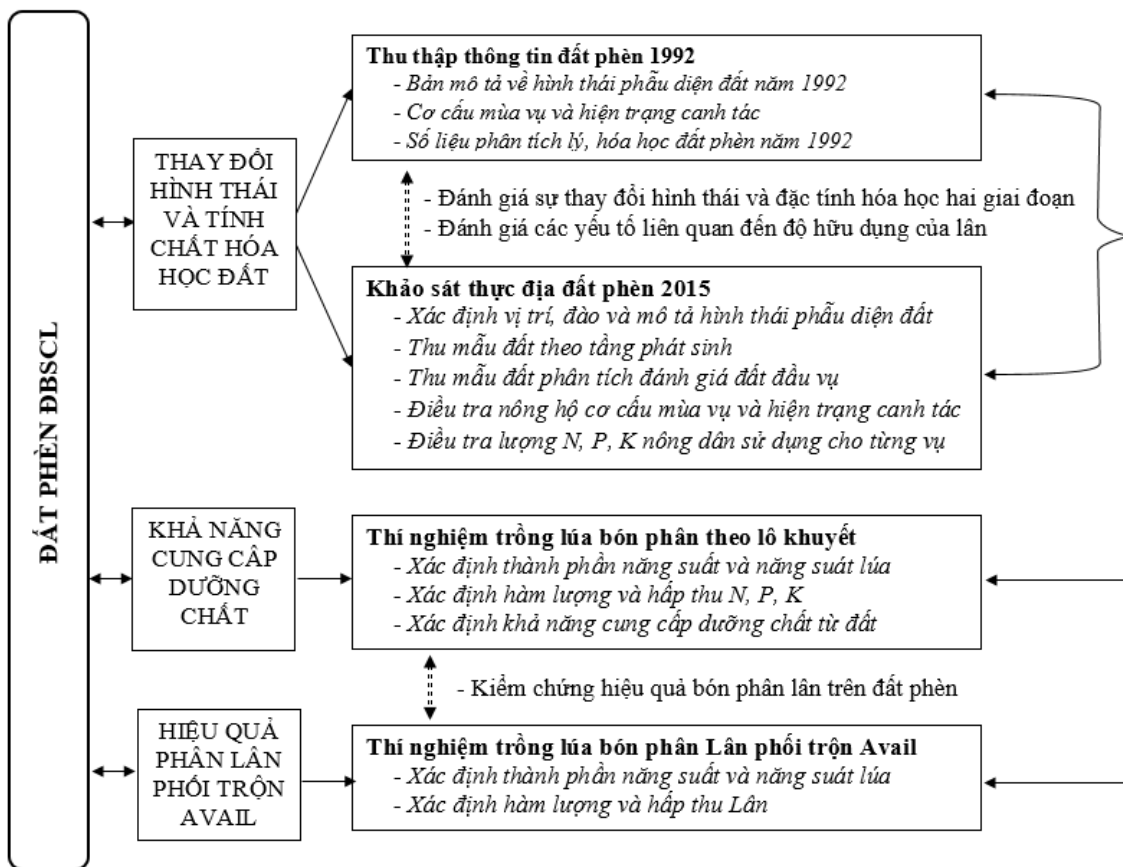 ĐẤT PHÈN ĐBSCL
THAY ĐỔI
HÌNH THÁI
VÀ TÍNH
CHẤT HÓA
HỌC ĐẤT
Thu thập thông tin đất phèn 1992
- Bản mô tả về hình thái phẫu diện đất năm 1992
- Cơ cấu mùa vụ và hiện trạng canh tác
- Số liệu phân tích lý, hóa học đất phèn năm 1992
- Đánh giá sự thay đổi hình thái và đặc tính hóa học hai giai đoạn
- Đánh giá các yếu tố liên quan đến độ hữu dụng của lân
Khảo sát thực địa đất phèn 2015
- Xác định vị trí, đào và mô tả hình thái phẫu diện đất
- Thu mẫu đất theo tầng phát sinh
- Thu mẫu đất phân tích đánh giá đất đầu vụ
- Điều tra nông hộ cơ cấu mùa vụ và hiện trạng canh tác
- Điều tra lượng N, P, K nông dân sử dụng cho từng vụ
KHẢ NĂNG
CUNG CÂP
DƯỠNG
CHẤT
Thí nghiệm trồng lúa bón phân theo lô khuyết
- Xác định thành phần năng suất và năng suát lúa
- Xác định hàm lượng và hấp thu N, P, K
- Xác định khả năng cung cấp dưỡng chất từ đất
- Kiểm chứng hiệu quả bón phân lân trên đất phèn
HIỆU QUẢ
PHÂN LÂN
PHỐI TRỘN
AVAIL
Thí nghiệm trồng lúa bón phân Lân phối trộn Avail
- Xác định thành phần năng suất và năng suát lúa
- Xác định hàm lượng và hấp thu Lân